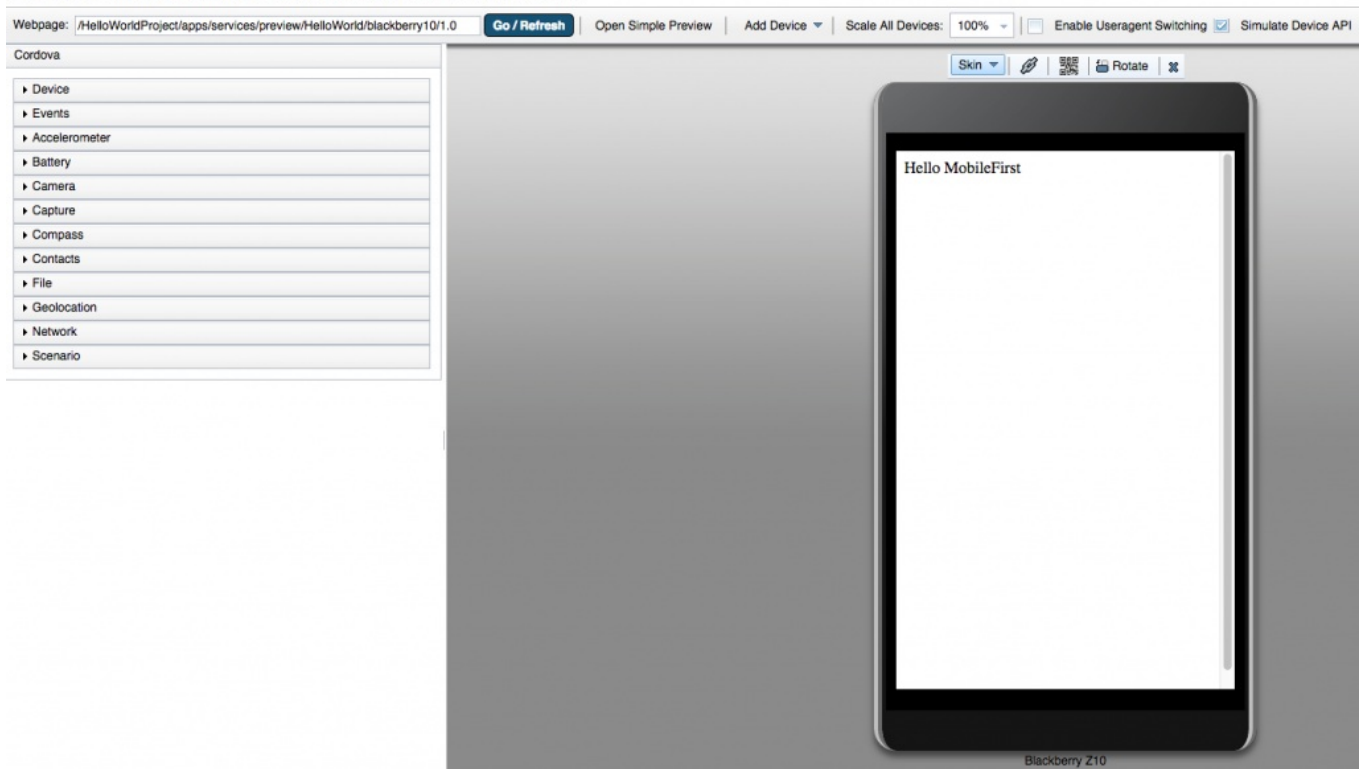 Webpage: /HelloWorldProject/apps/services/preview/HelloWorld/blackberry10/1.0 Go / Refresh Open Simple Preview Add Device Scale All Devices: 100% Enable Useragent Switching Simulate Device API
Cordova
Skin Rotate
Device
Events
Accelerometer
Battery
Camera
Capture
Compass
Contacts
File
Geolocation
Network
Scenario
Hello MobileFirst
Blackberry Z10